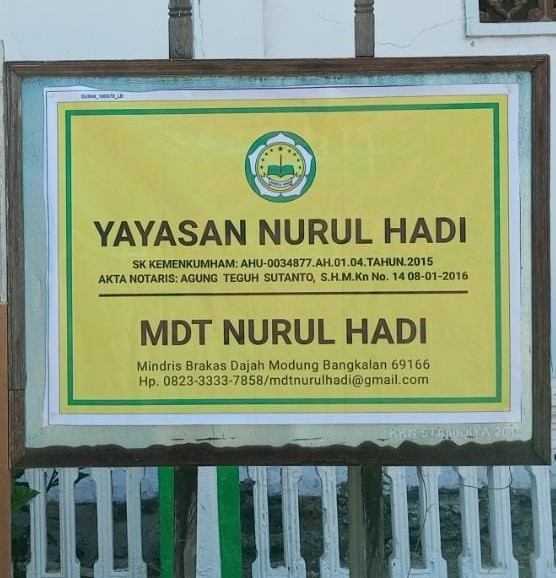 YAYASAN NURUL HADI
SK KEMENKUMHAM: AHU-0034877.AH.01.04.TAHUN.2015
AKTA NOTARIS: AGUNG TEGUH SUTANTO, S.H.M.Kn No. 14 08-01-2016
MDT NURUL HADI
Mindris Brakas Dajah Modung Bangkalan 69166
Hp. 0823-3333-7858/mdtnurulhadi@gmail.com